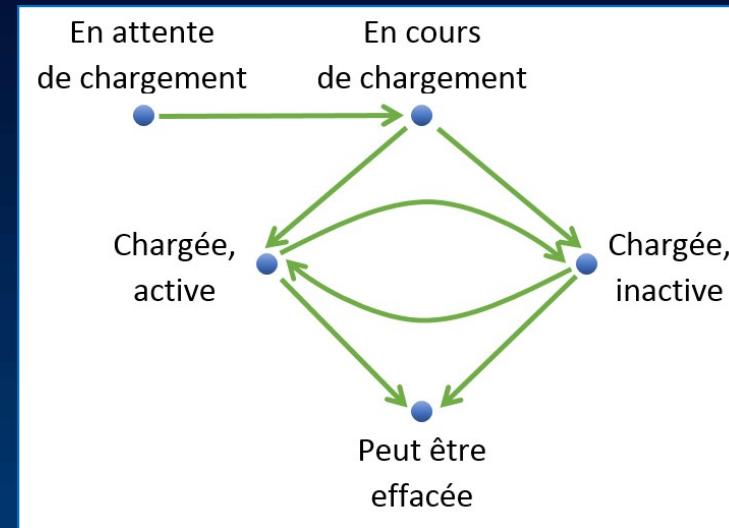 En attente
de chargement
En cours
de chargement
Chargée,
active
Chargée,
inactive
Peut être
effacée